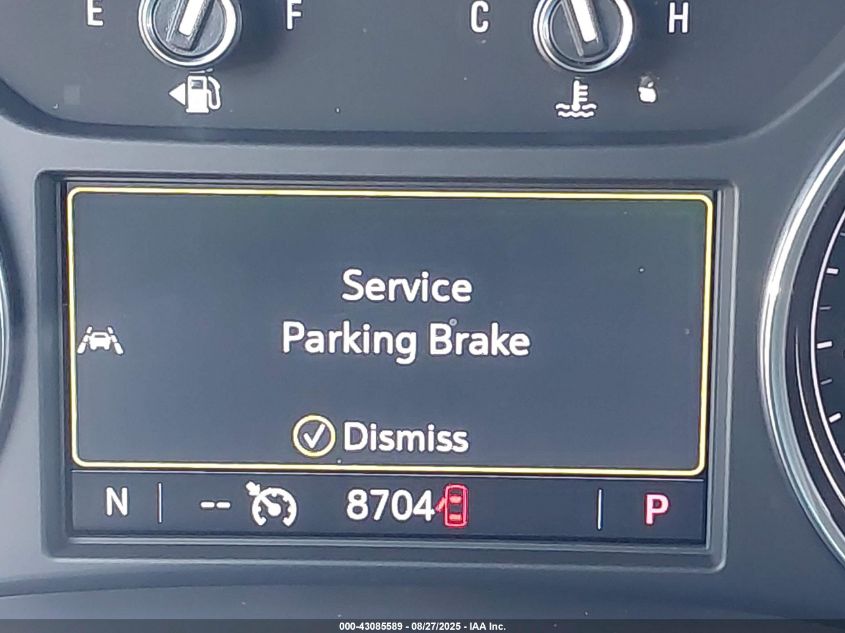 E F C H
Service
Parking Brake
Dismiss
N -- 8704 P
000-43085589 - 08/27/2025 - IAA Inc.